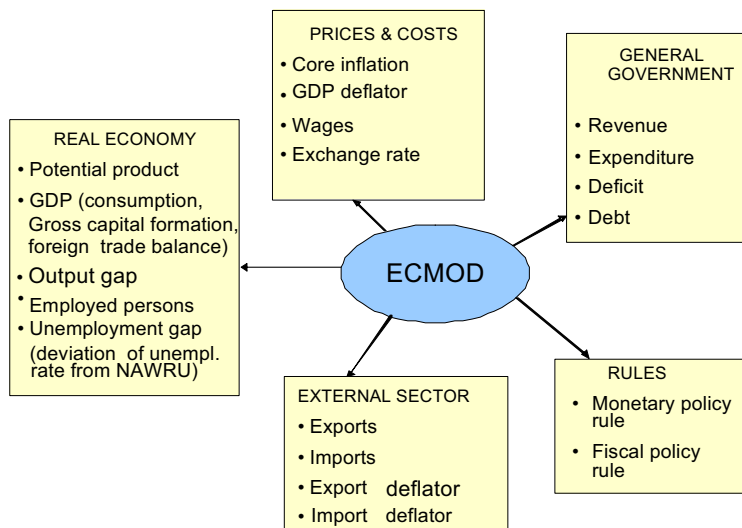 PRICES & COSTS
• Core inflation
• GDP deflator
• Wages
• Exchange rate
GENERAL
GOVERNMENT
• Revenue
• Expenditure
• Deficit
• Debt
REAL ECONOMY
• Potential product
• GDP (consumption,
Gross capital formation,
foreign trade balance)
• Output gap
• Employed persons
• Unemployment gap
(deviation of unempl.
rate from NAWRU)
ECMOD
EXTERNAL SECTOR
• Exports
• Imports
• Export deflator
• Import deflator
RULES
• Monetary policy
rule
• Fiscal policy
rule